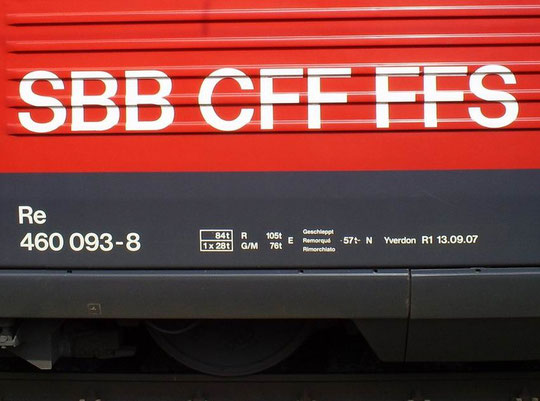 SBB CFF FFS
Re
460 093-8
84t R 105t E
1 x 28t G/M 76t
Geschleppt
Remorqué -57t- N Yverdon R1 13.09.07
Rimorchiato